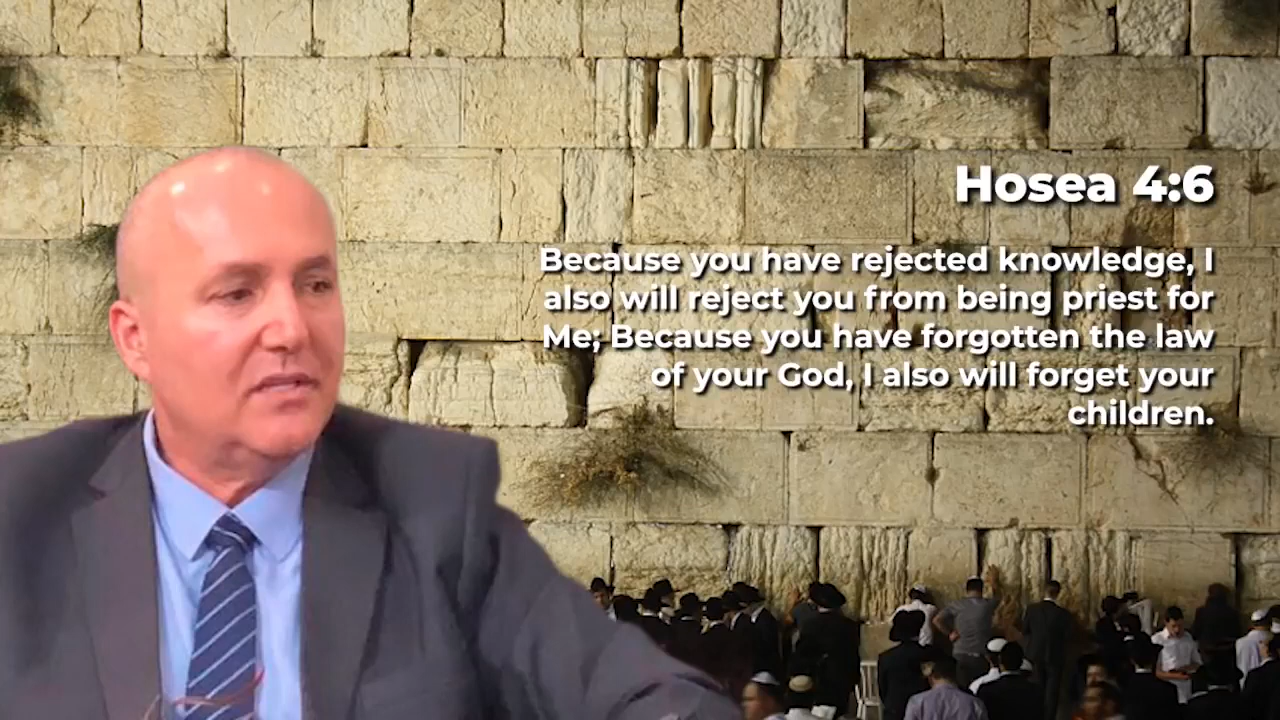 Hosea 4:6
Because you have rejected knowledge, I
also will reject you from being priest for
Me; Because you have forgotten the law
of your God, I also will forget your
children.